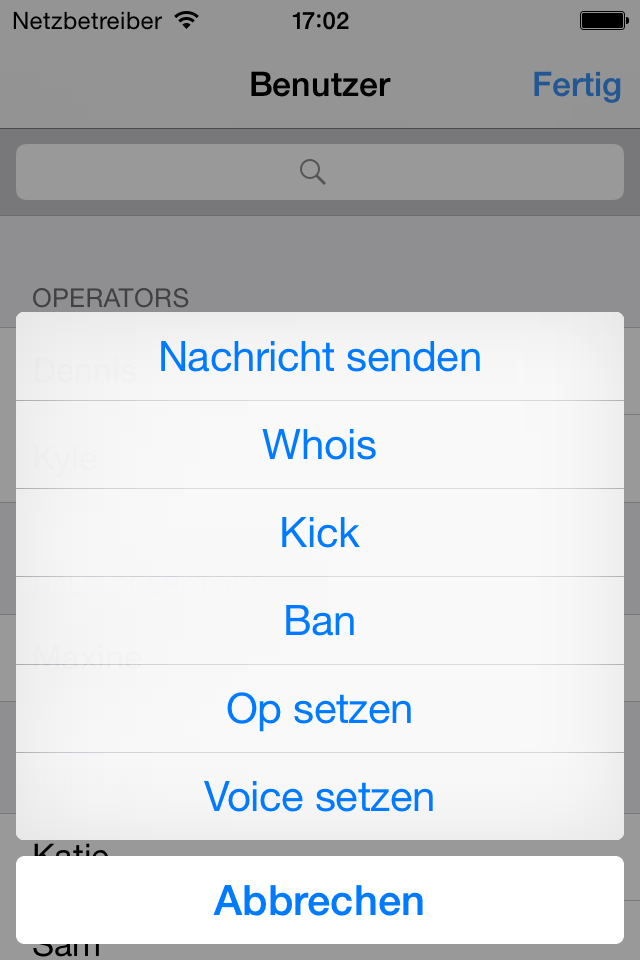 Netzbetreiber 17:02
Benutzer Fertig
OPERATORS
Dennis
Nachricht senden
Whois
Kyle
Kick
Ban
Maxine
Op setzen
Voice setzen
Katie
Abbrechen
Sam